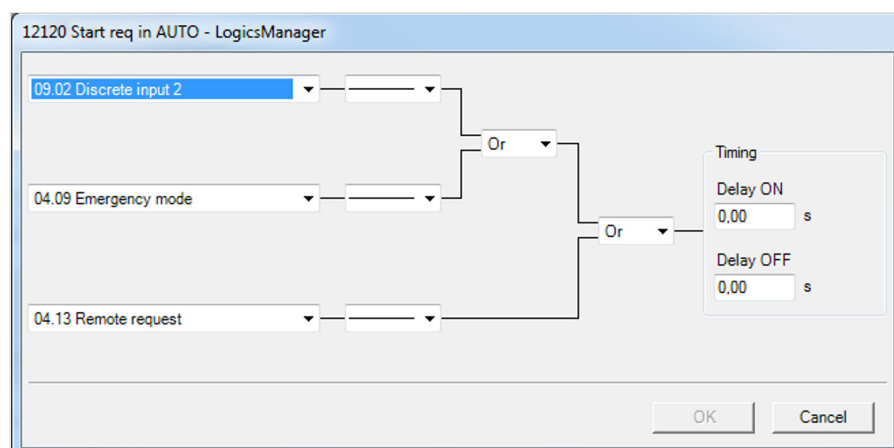 12120 Start req in AUTO - LogicsManager
09.02 Discrete input 2
Or
Timing
Delay ON
04.09 Emergency mode
0,00 s
Or
Delay OFF
0,00 s
04.13 Remote request
OK Cancel